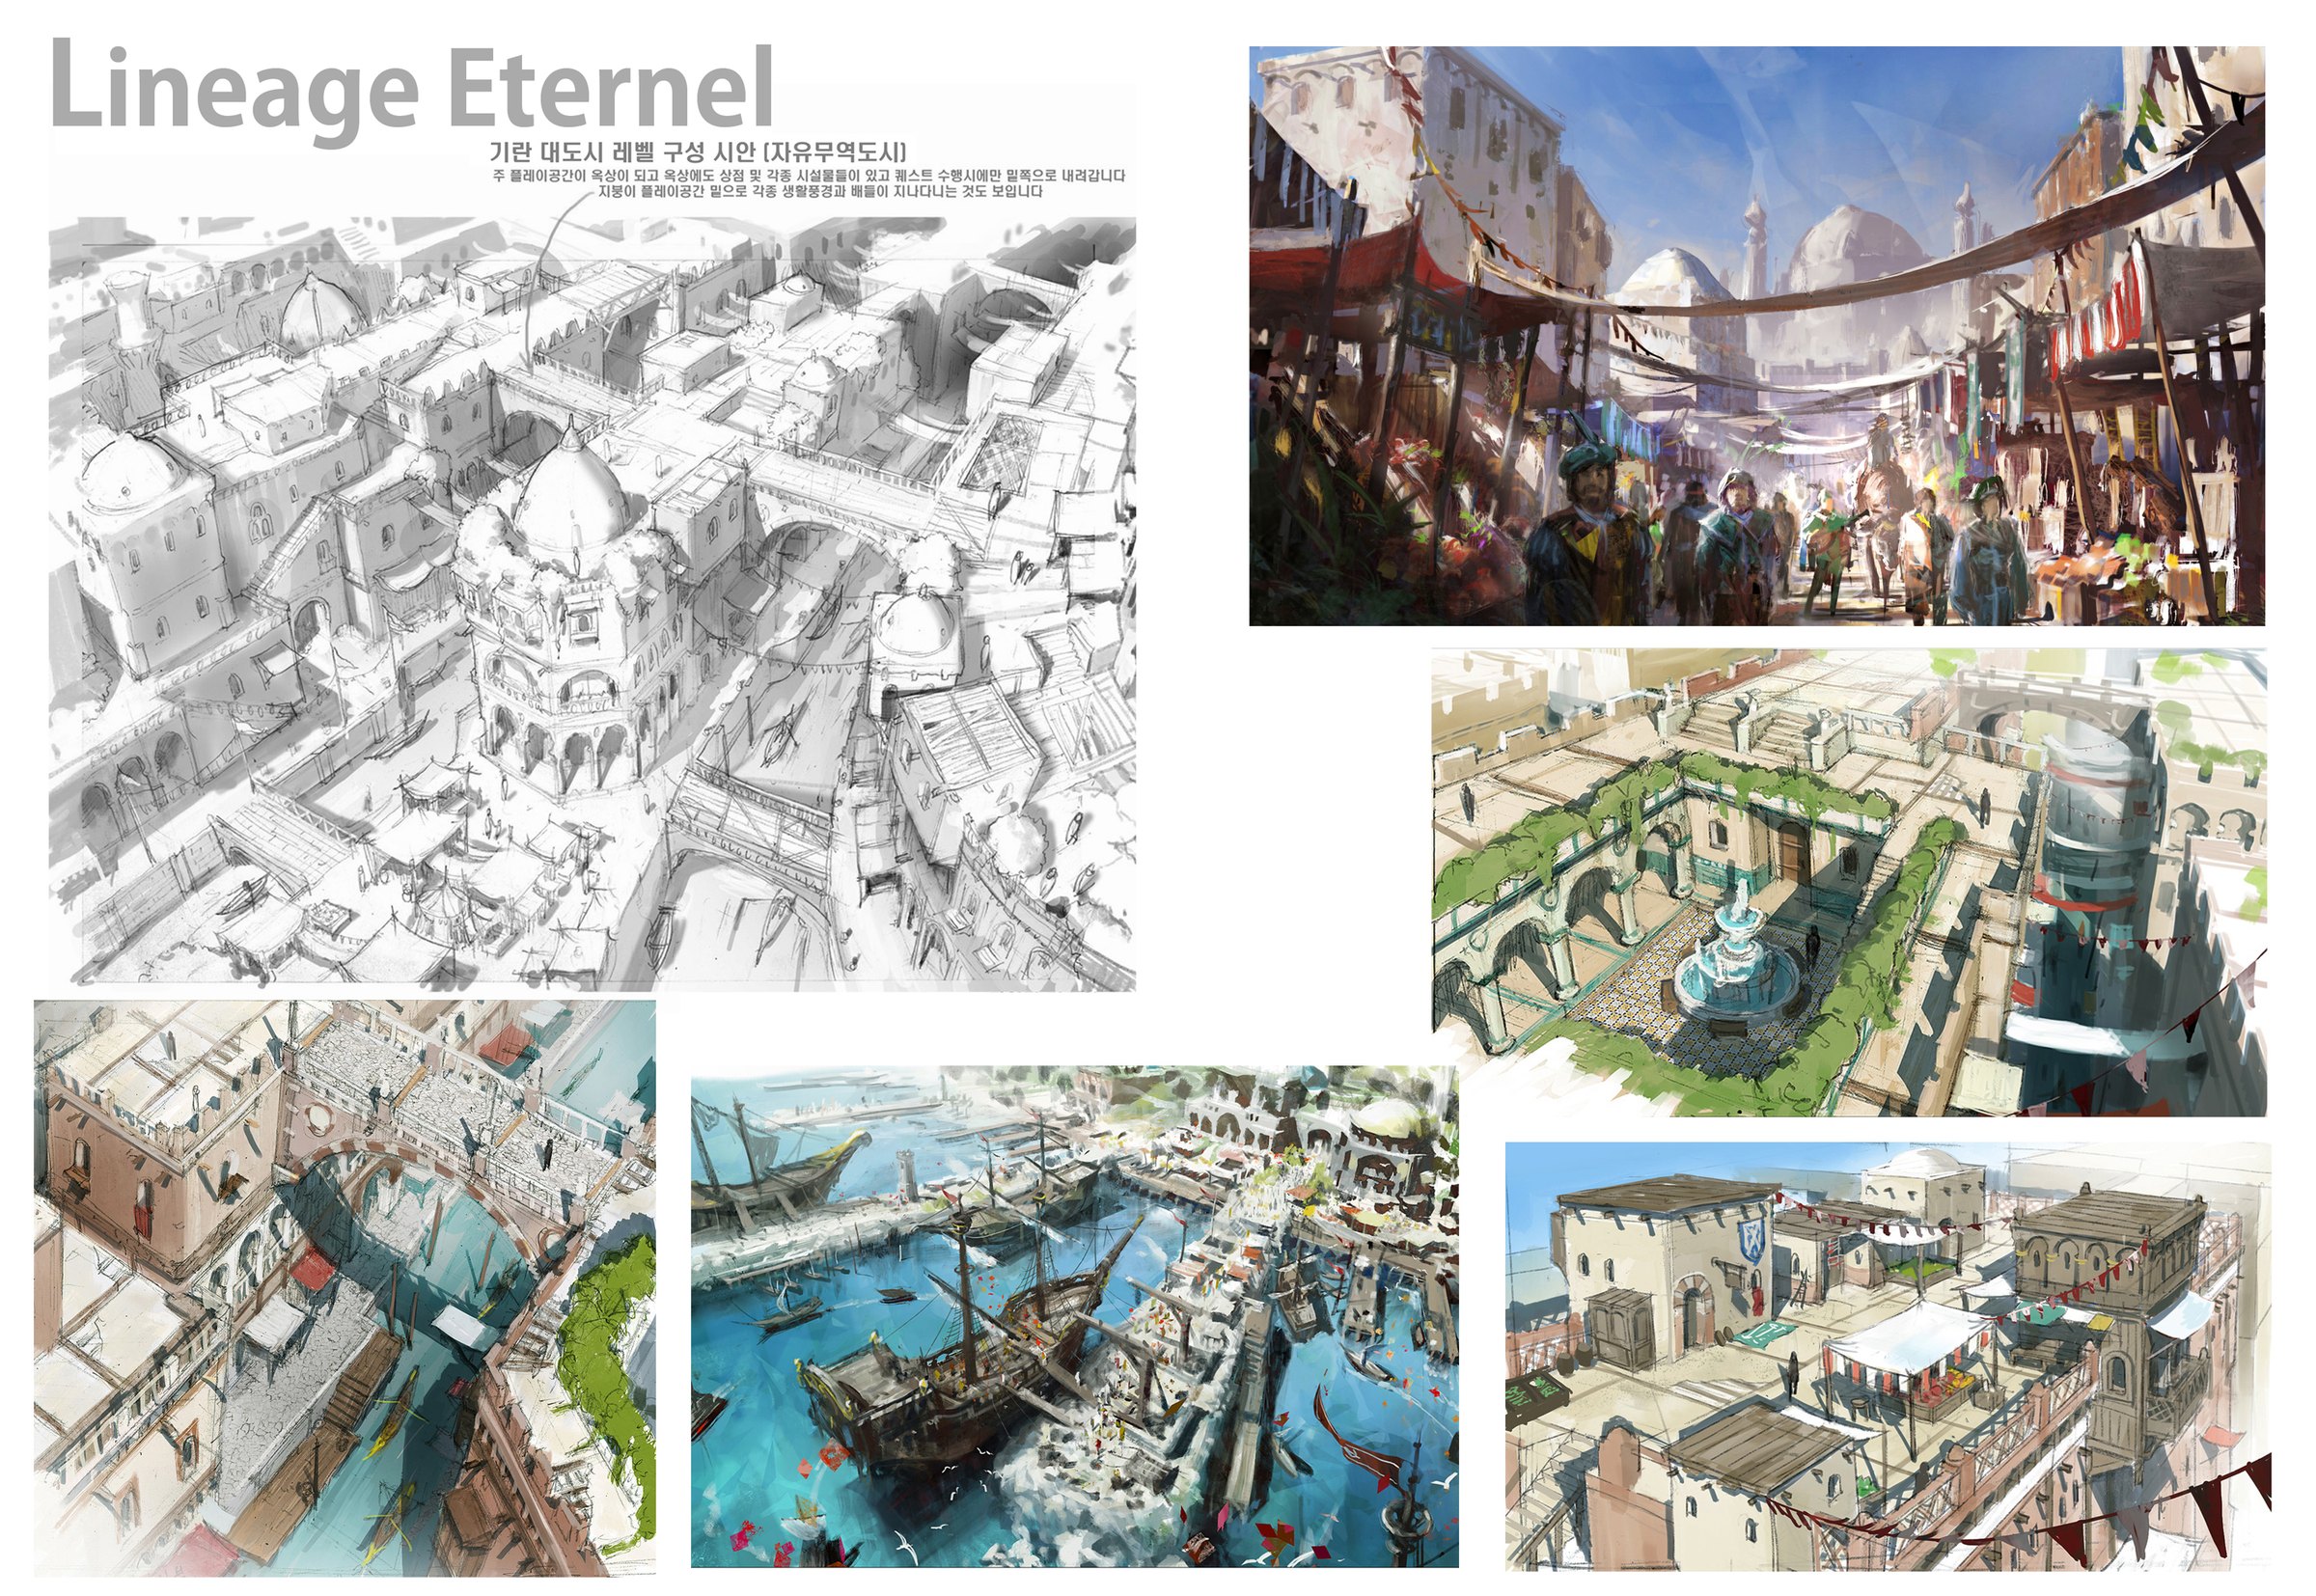 Lineage Eternel
기란 대도시 레벨 구성 시안 (자유무역도시)
주 플레이공간이 옥상이 되고 옥상에도 상점 및 각종 시설물들이 있고 퀘스트 수행시에만 밑쪽으로 내려갑니다
지붕이 플레이공간 밑으로 각종 생활풍경과 배들이 지나다니는 것도 보입니다